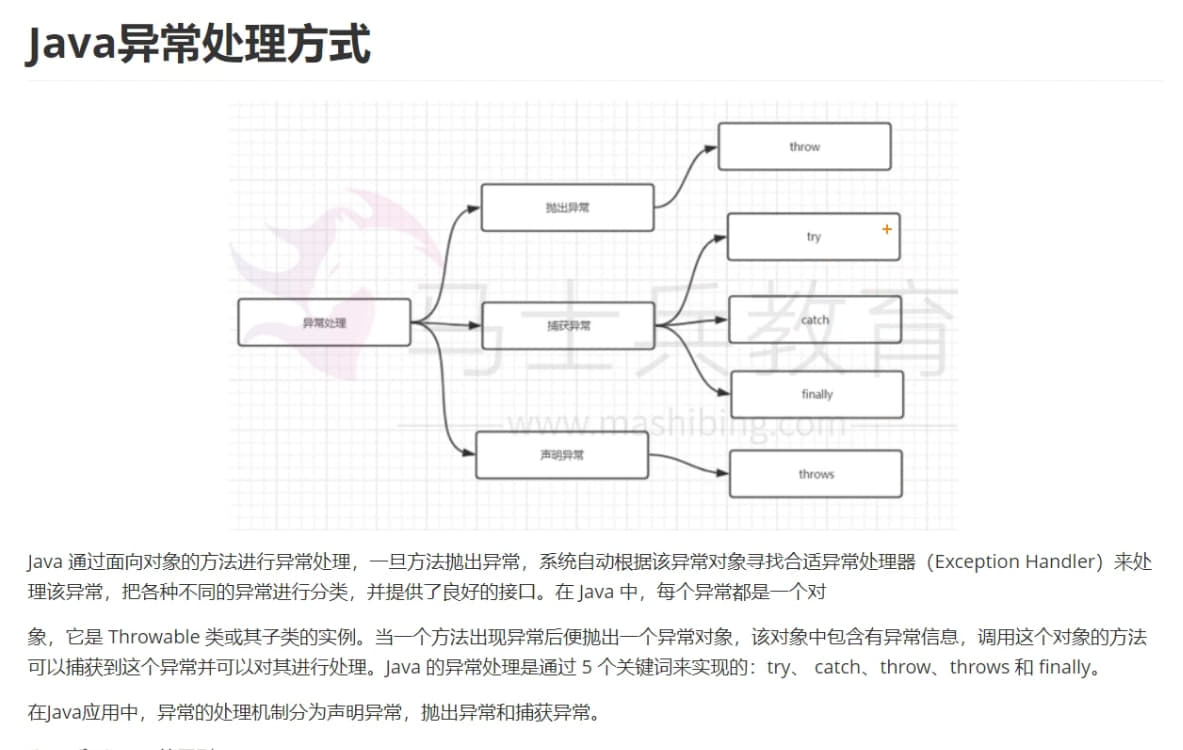 Java异常处理方式
throw
抛出异常
try
+
异常处理
捕获异常
catch
马士兵教育
finally
www.mashibing.com
声明异常
throws
Java 通过面向对象的方法进行异常处理，一旦方法抛出异常，系统自动根据该异常对象寻找合适异常处理器（Exception Handler）来处
理该异常，把各种不同的异常进行分类，并提供了良好的接口。在 Java 中，每个异常都是一个对
象，它是 Throwable 类或其子类的实例。当一个方法出现异常后便抛出一个异常对象，该对象中包含有异常信息，调用这个对象的方法
可以捕获到这个异常并可以对其进行处理。Java 的异常处理是通过 5 个关键词来实现的：try、 catch、throw、throws 和 finally。
在Java应用中，异常的处理机制分为声明异常，抛出异常和捕获异常。